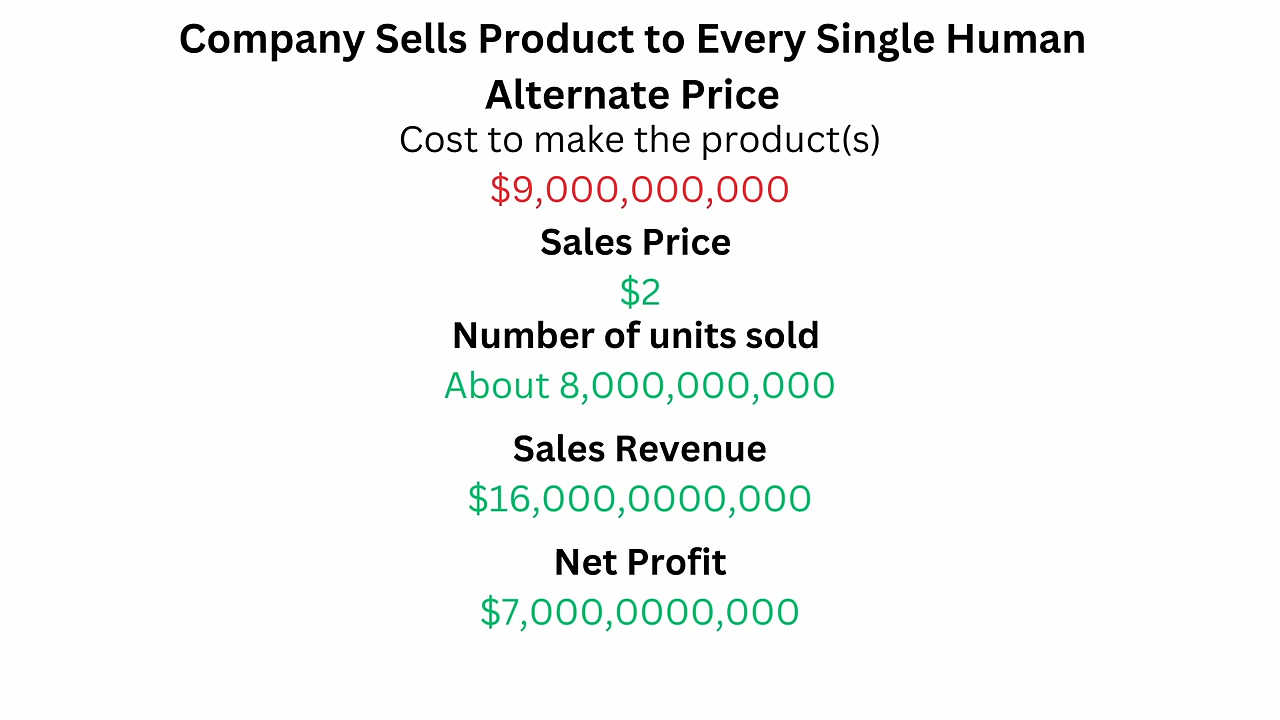 Company Sells Product to Every Single Human
Alternate Price
Cost to make the product(s)
$9,000,000,000
Sales Price
$2
Number of units sold
About 8,000,000,000
Sales Revenue
$16,000,0000,000
Net Profit
$7,000,0000,000